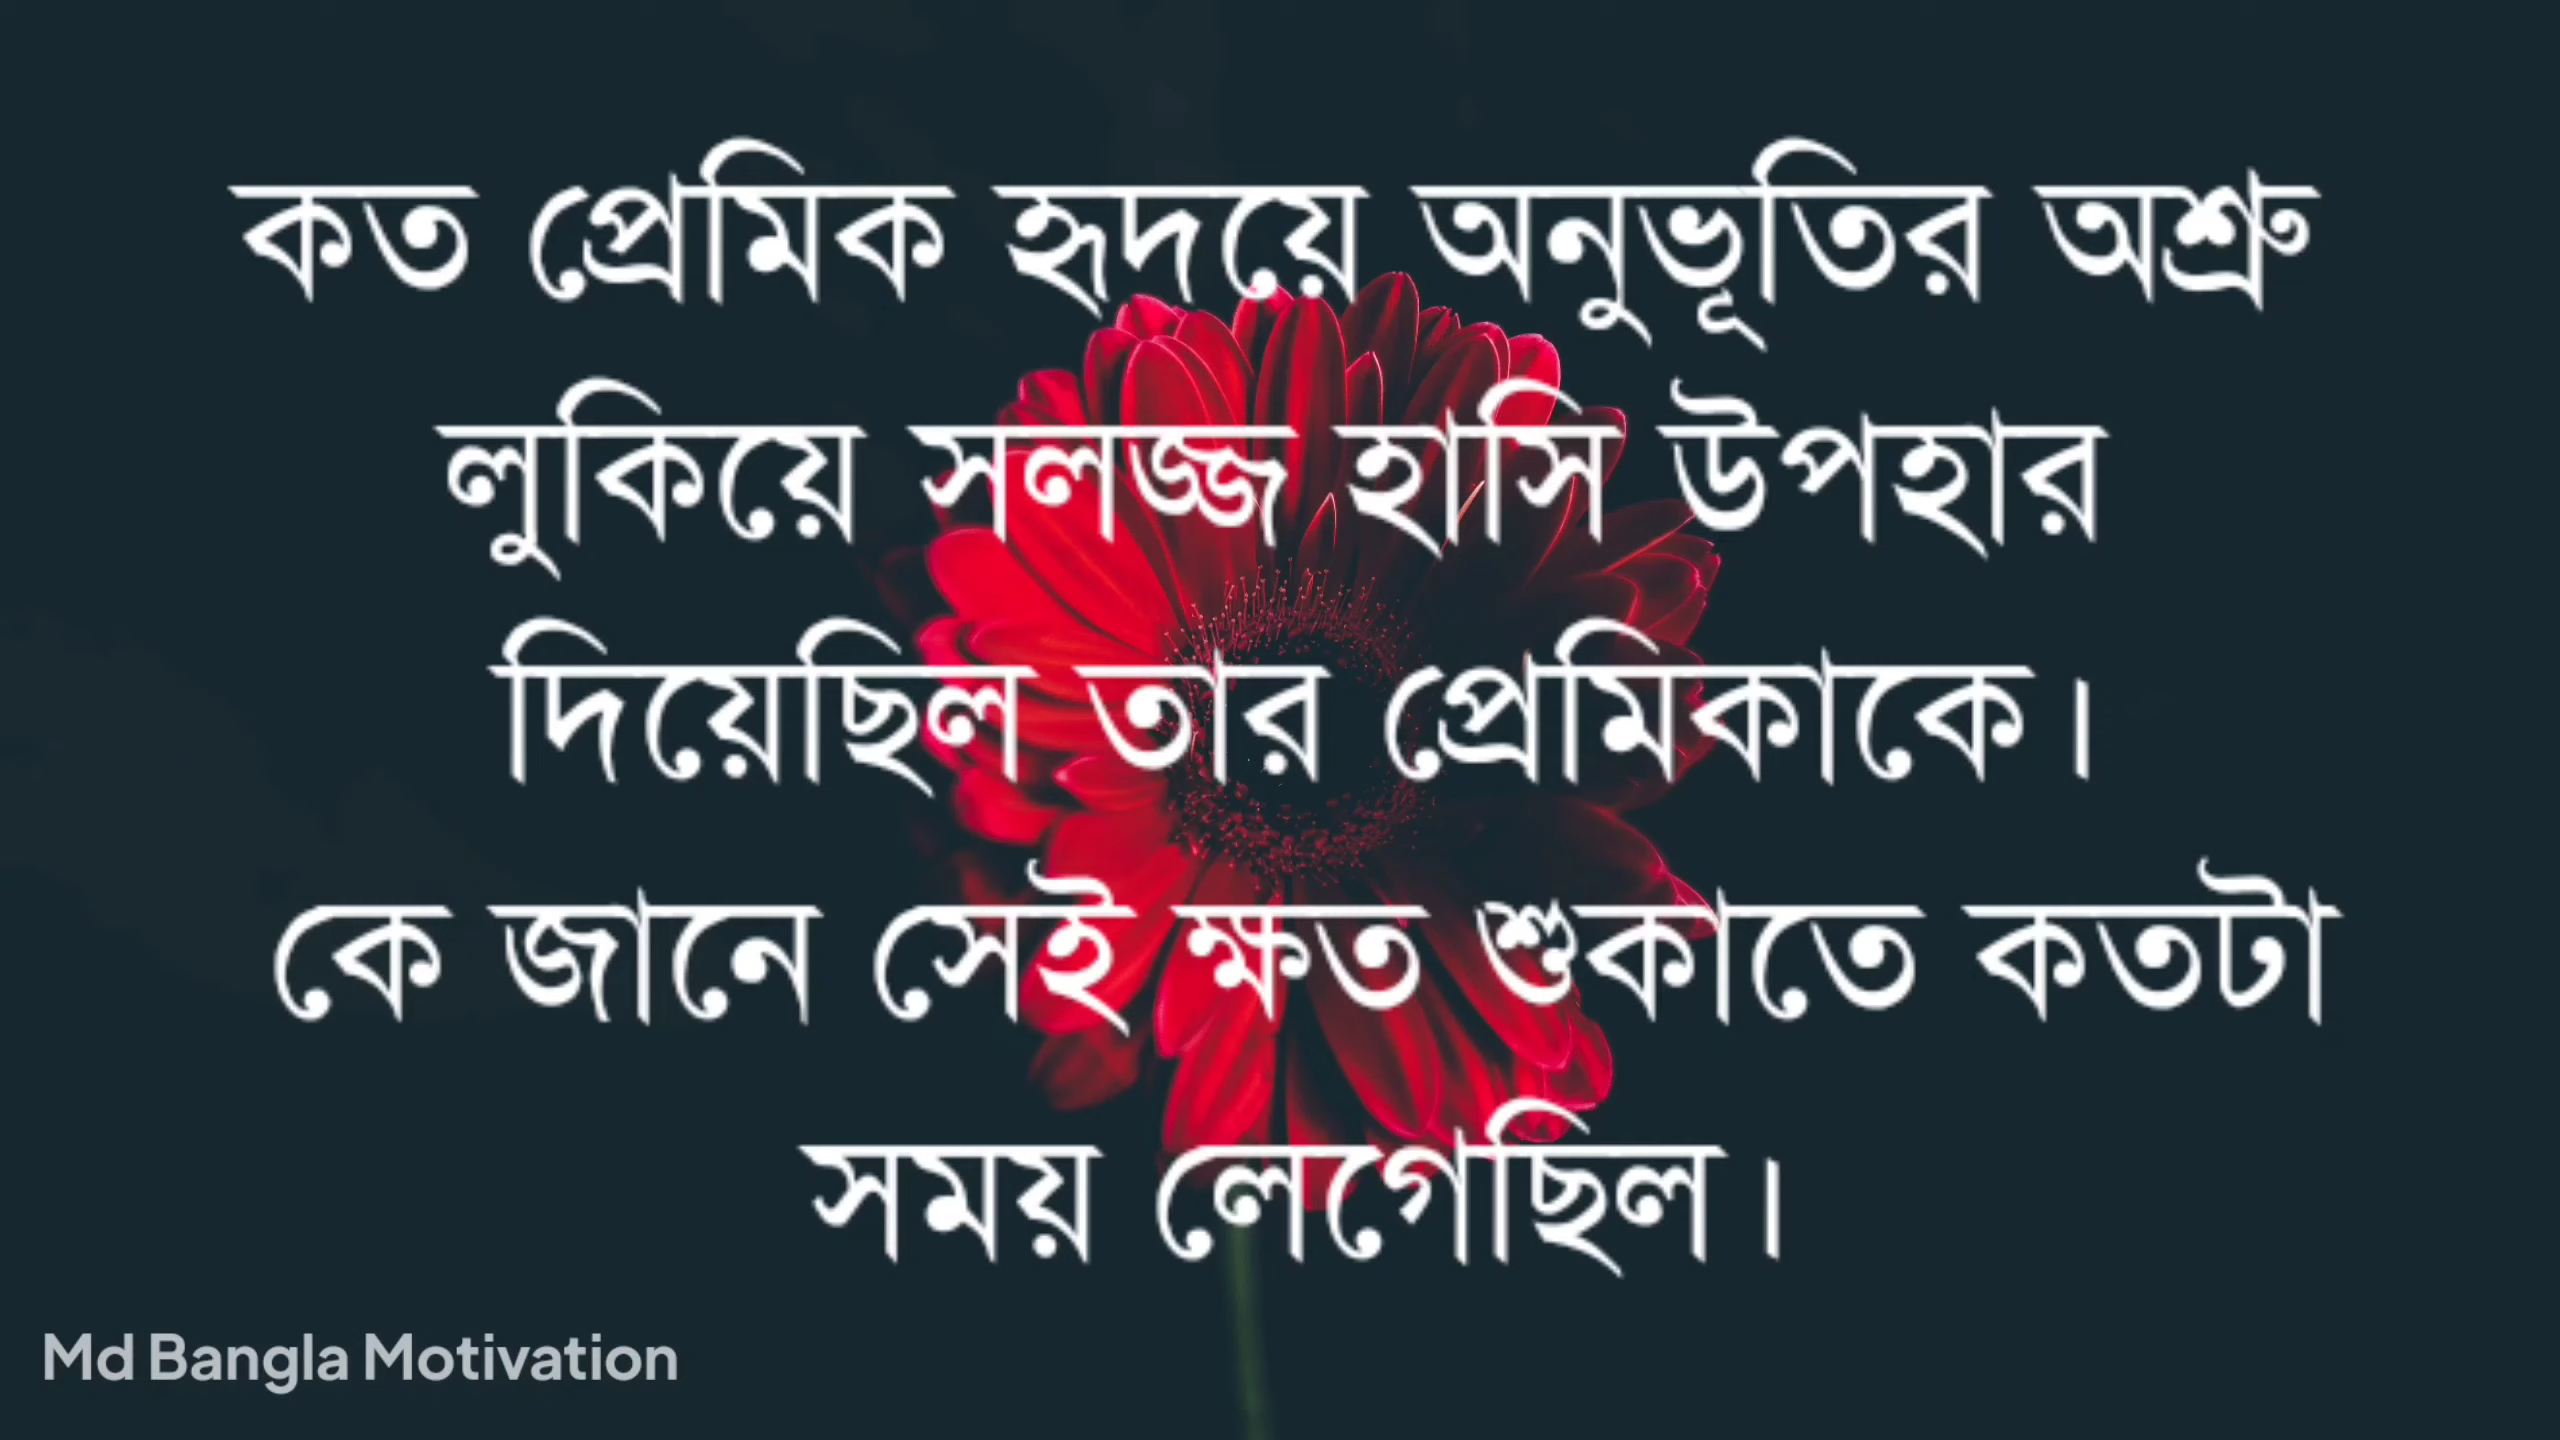 কত প্রেমিক হৃদয়ে অনুভূতির অশ্রু
লুকিয়ে সলজ্জ হাসি উপহার
দিয়েছিল তার প্রেমিকাকে।
কে জানে সেই ক্ষত শুকাতে কতটা
সময় লেগেছিল।
Md Bangla Motivation